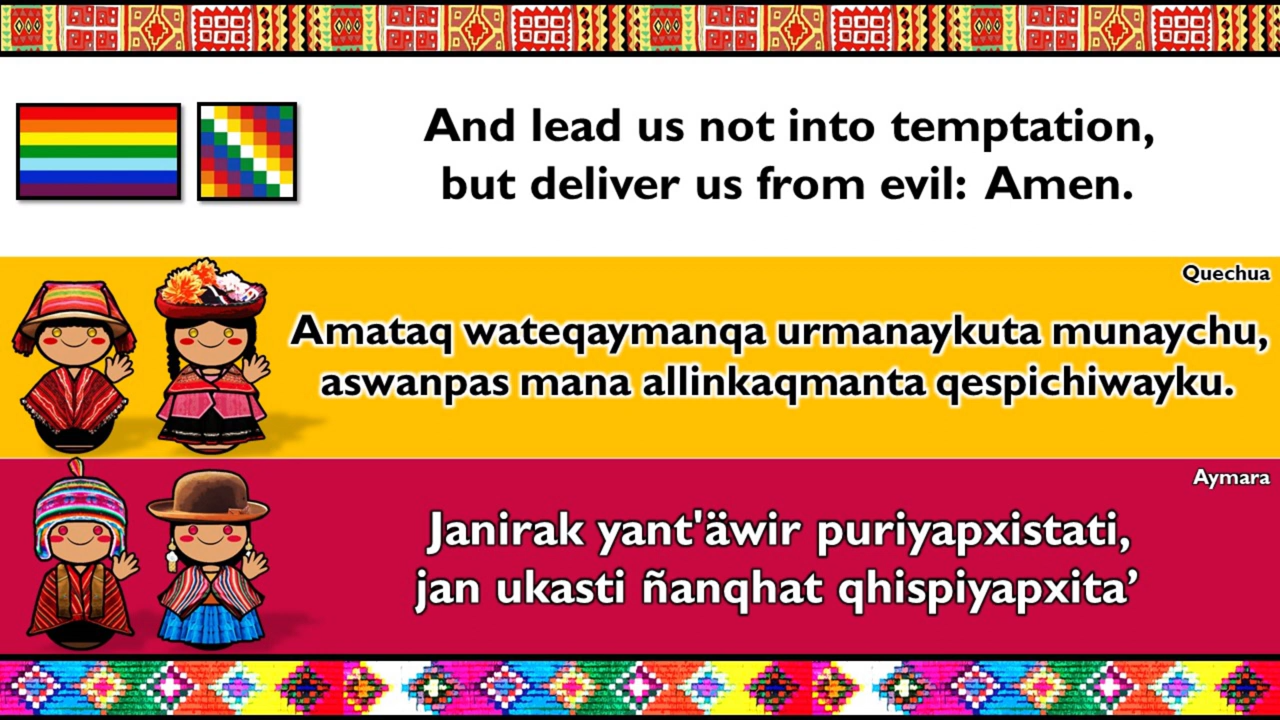 And lead us not into temptation,
but deliver us from evil: Amen.
Quechua
Amataq wateqaymanqa urmanaykuta munaychu,
aswanpas mana allinkaqmanta qespichiwayku.
Aymara
Janirak yant'äwir puriyapxistati,
jan ukasti ñanqhat qhispiyapxita’